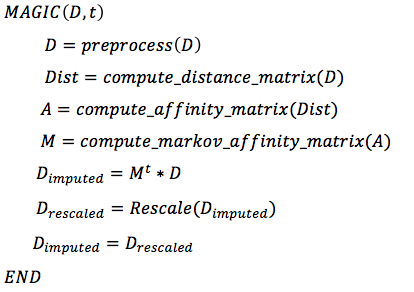 MAGIC(D,t)
D = preprocess(D)
Dist = compute_distance_matrix(D)
A = compute_affinity_matrix(Dist)
M = compute_markov_affinity_matrix(A)
D_imputed = M^t * D
D_rescaled = Rescale(D_imputed)
D_imputed = D_rescaled
END